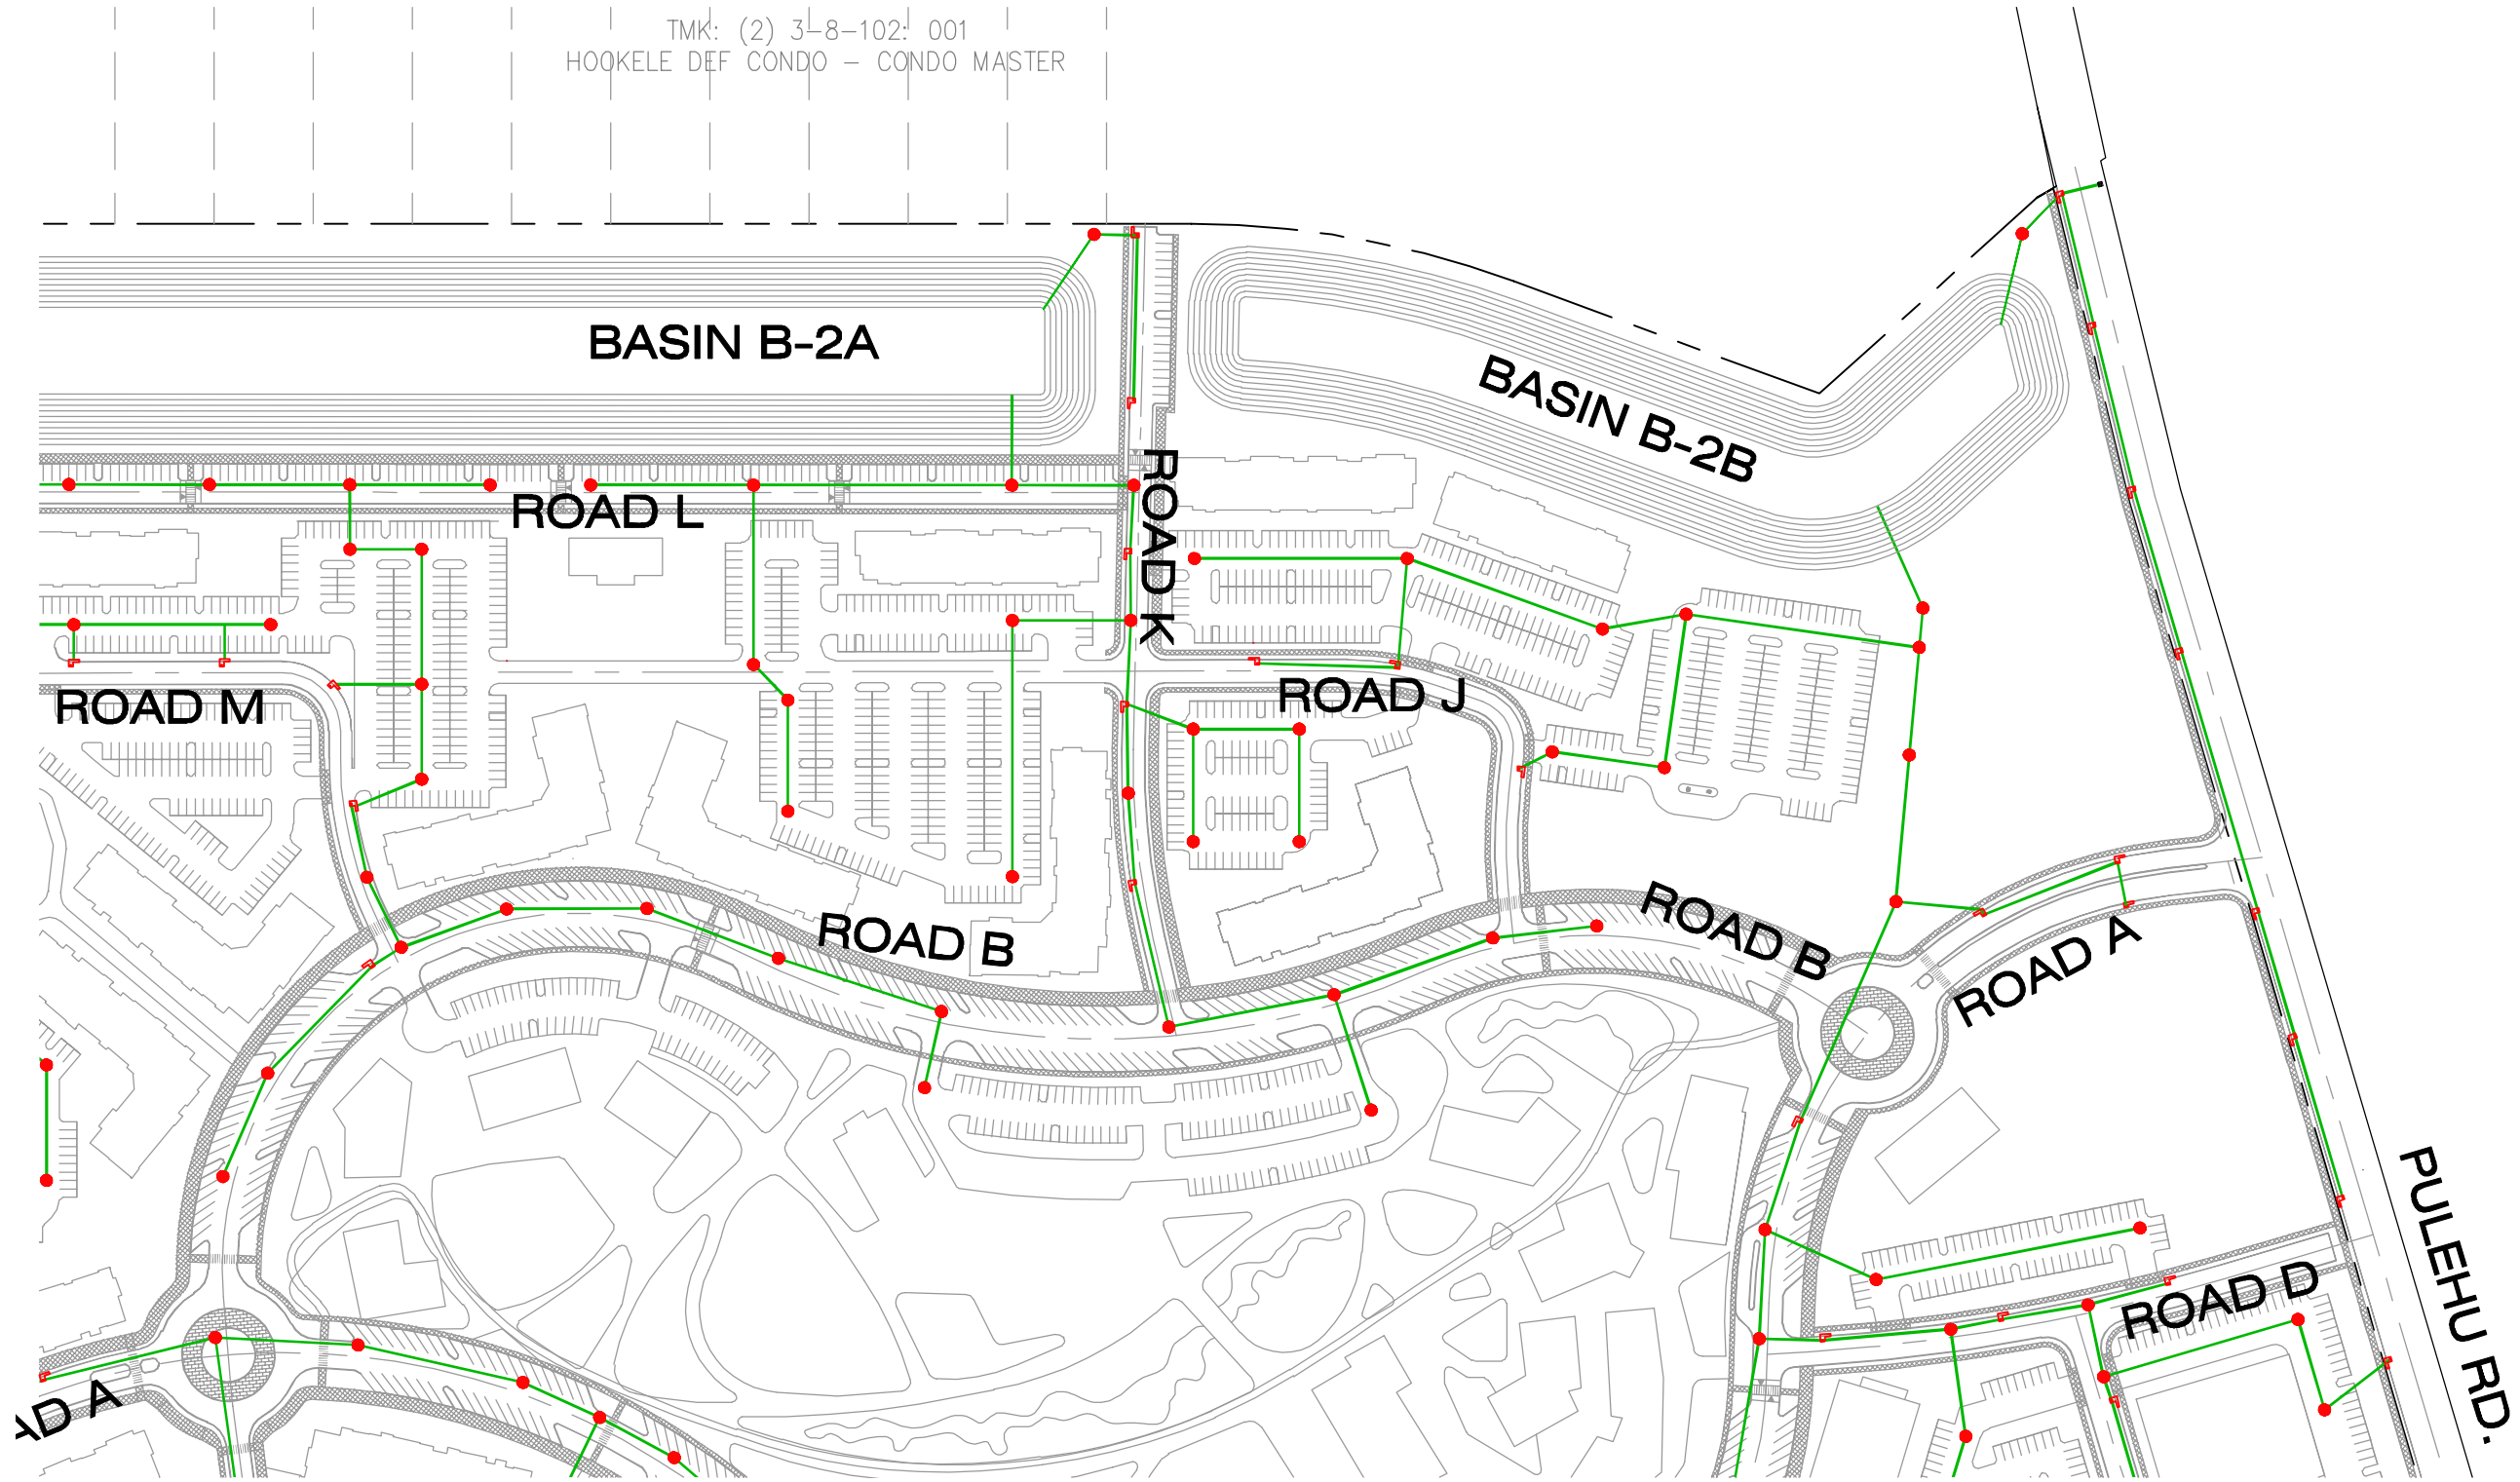 TMK: (2) 3-8-102: 001
HOOKELE DEF CONDO - CONDO MASTER
BASIN B-2A
BASIN B-2B
ROAD L
ROAD K
ROAD M
ROAD J
ROAD B
ROAD B
ROAD A
ROAD D
PULEHU RD.
AD A